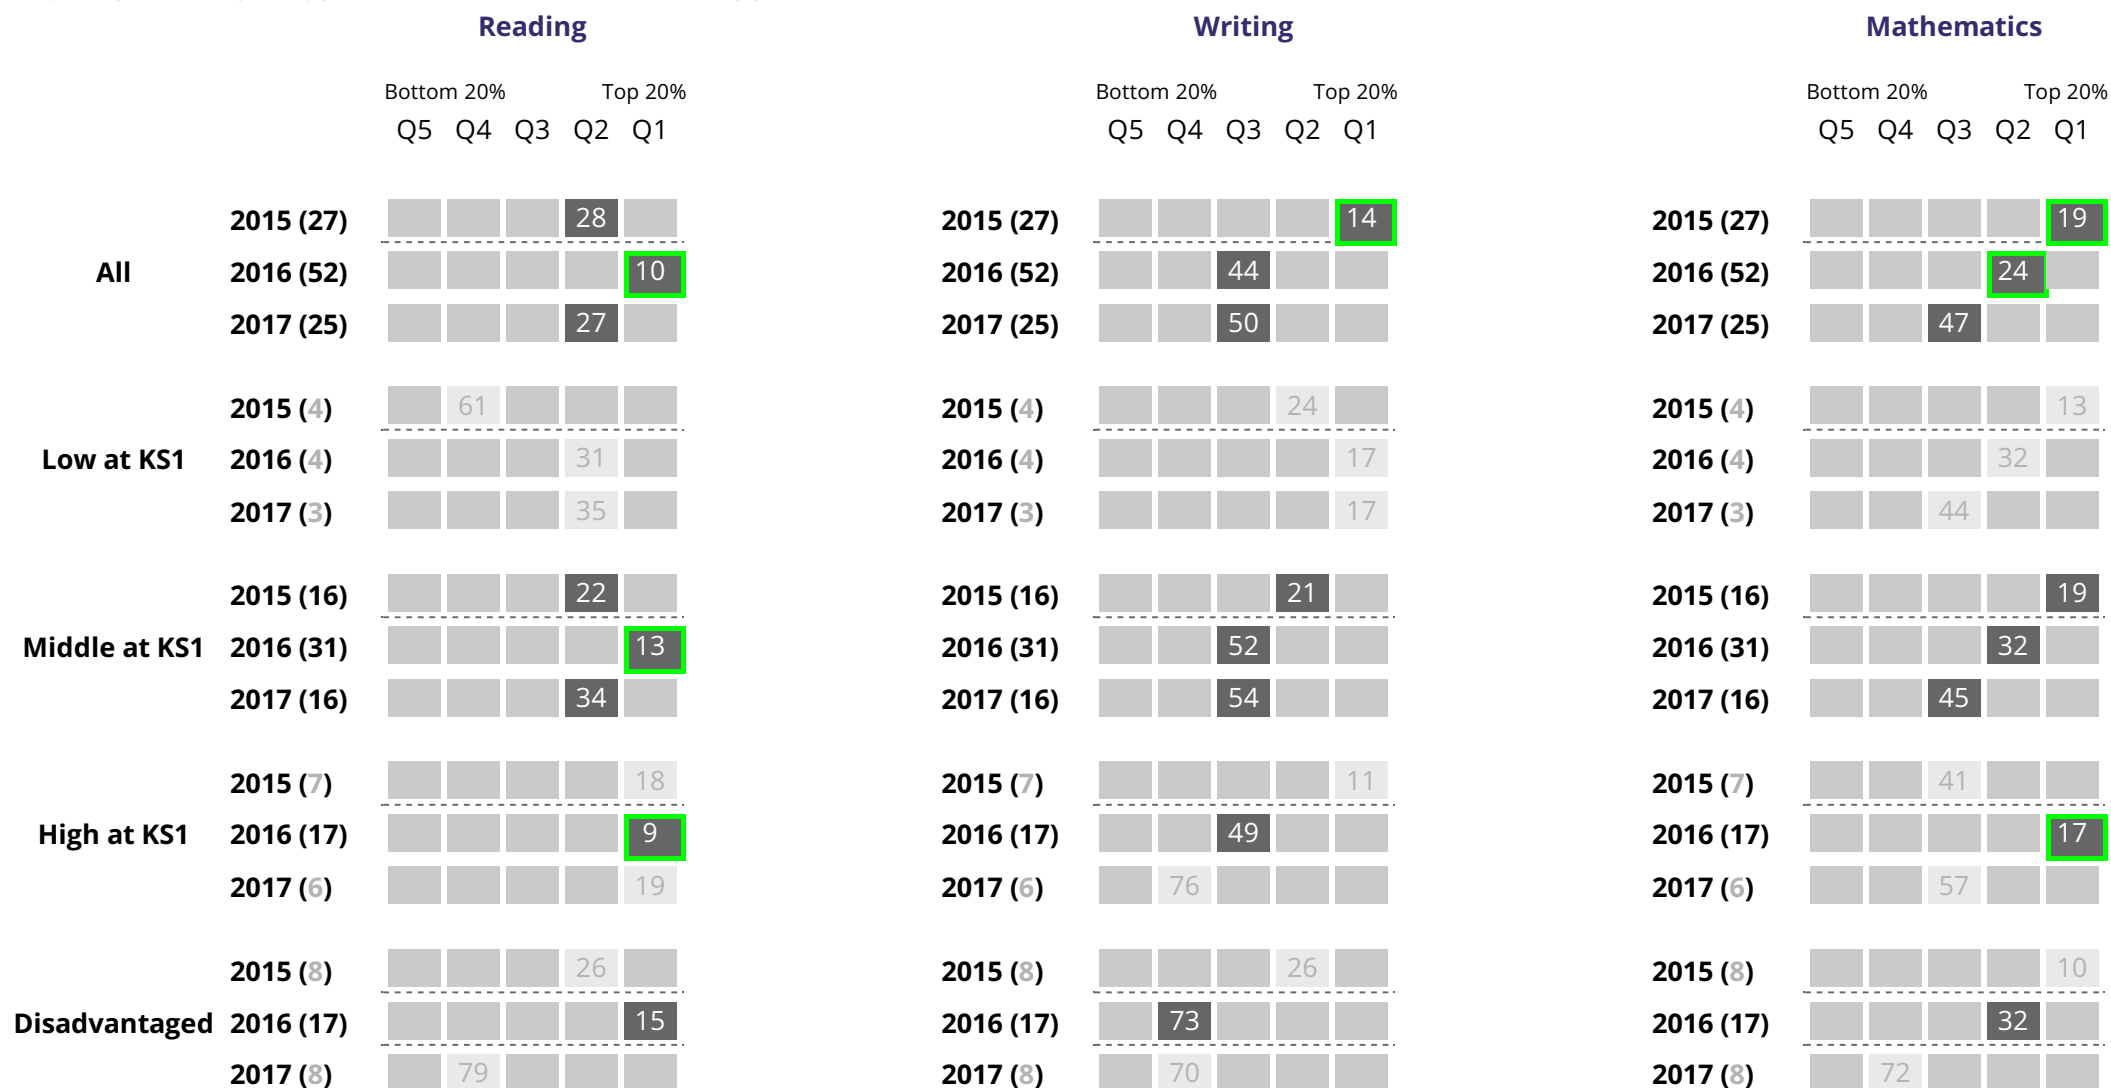 Reading Writing Mathematics
Bottom 20% Top 20% Bottom 20% Top 20% Bottom 20% Top 20%
Q5 Q4 Q3 Q2 Q1 Q5 Q4 Q3 Q2 Q1 Q5 Q4 Q3 Q2 Q1
2015 (27) 28 2015 (27) 14 2015 (27) 19
All 2016 (52) 10 2016 (52) 44 2016 (52) 24
2017 (25) 27 2017 (25) 50 2017 (25) 47
2015 (4) 61 2015 (4) 24 2015 (4) 13
Low at KS1 2016 (4) 31 2016 (4) 17 2016 (4) 32
2017 (3) 35 2017 (3) 17 2017 (3) 44
2015 (16) 22 2015 (16) 21 2015 (16) 19
Middle at KS1 2016 (31) 13 2016 (31) 52 2016 (31) 32
2017 (16) 34 2017 (16) 54 2017 (16) 45
2015 (7) 18 2015 (7) 11 2015 (7) 41
High at KS1 2016 (17) 9 2016 (17) 49 2016 (17) 17
2017 (6) 19 2017 (6) 76 2017 (6) 57
2015 (8) 26 2015 (8) 26 2015 (8) 10
Disadvantaged 2016 (17) 15 2016 (17) 73 2016 (17) 32
2017 (8) 79 2017 (8) 70 2017 (8) 72